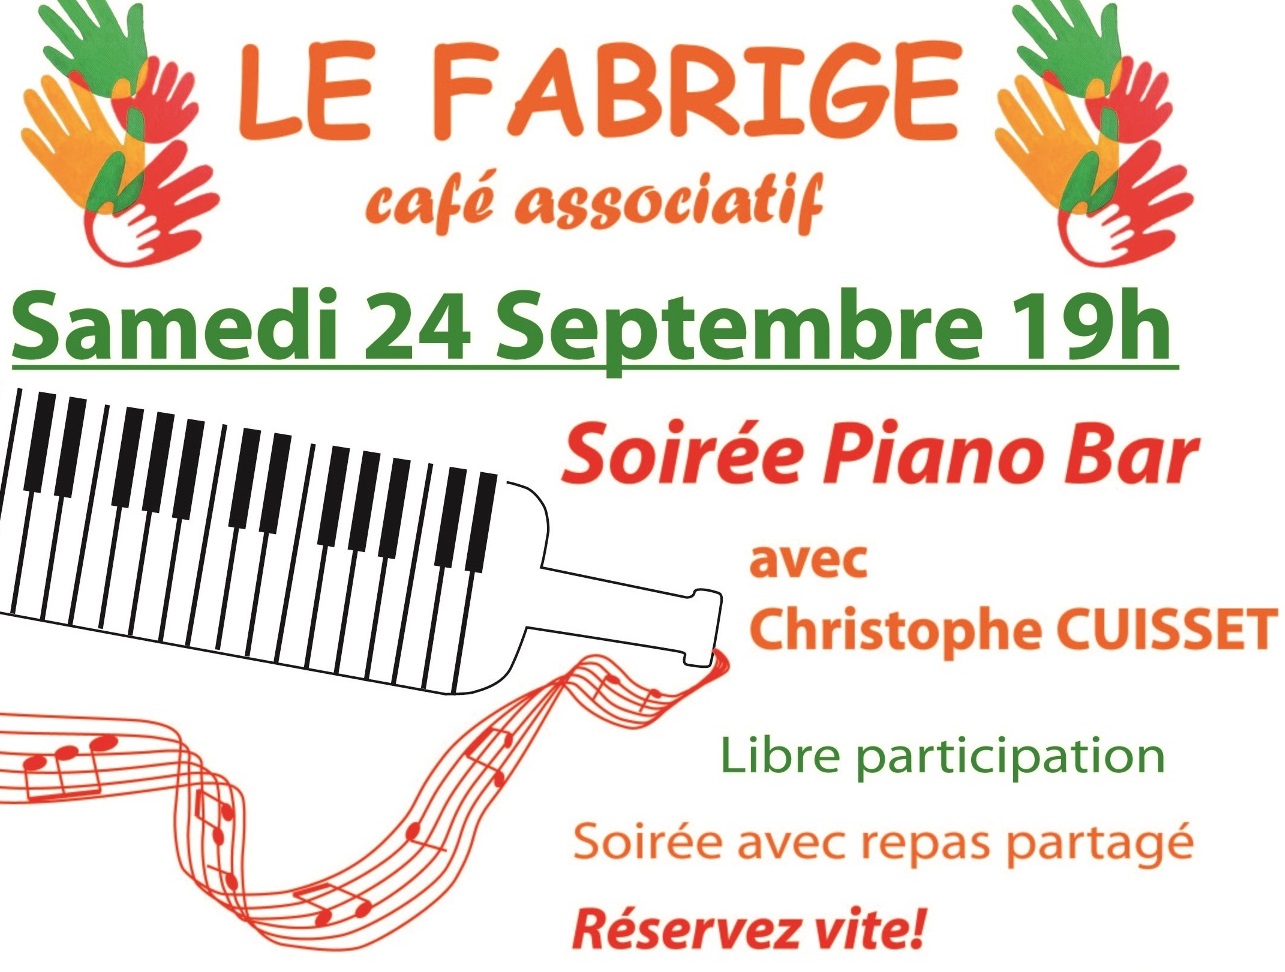 LE FABRIGE
café associatif
Samedi 24 Septembre 19h
Soirée Piano Bar
avec
Christophe CUISSET
Libre participation
Soirée avec repas partagé
Réservez vite!